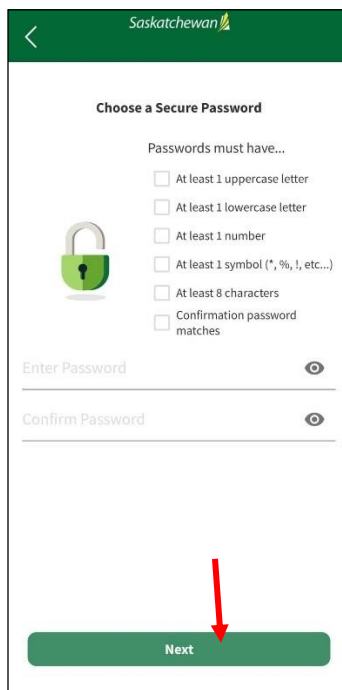 Saskatchewan
Choose a Secure Password
Passwords must have...
At least 1 uppercase letter
At least 1 lowercase letter
At least 1 number
At least 1 symbol (*, %, !, etc...)
At least 8 characters
Confirmation password
matches
Enter Password
Confirm Password
Next